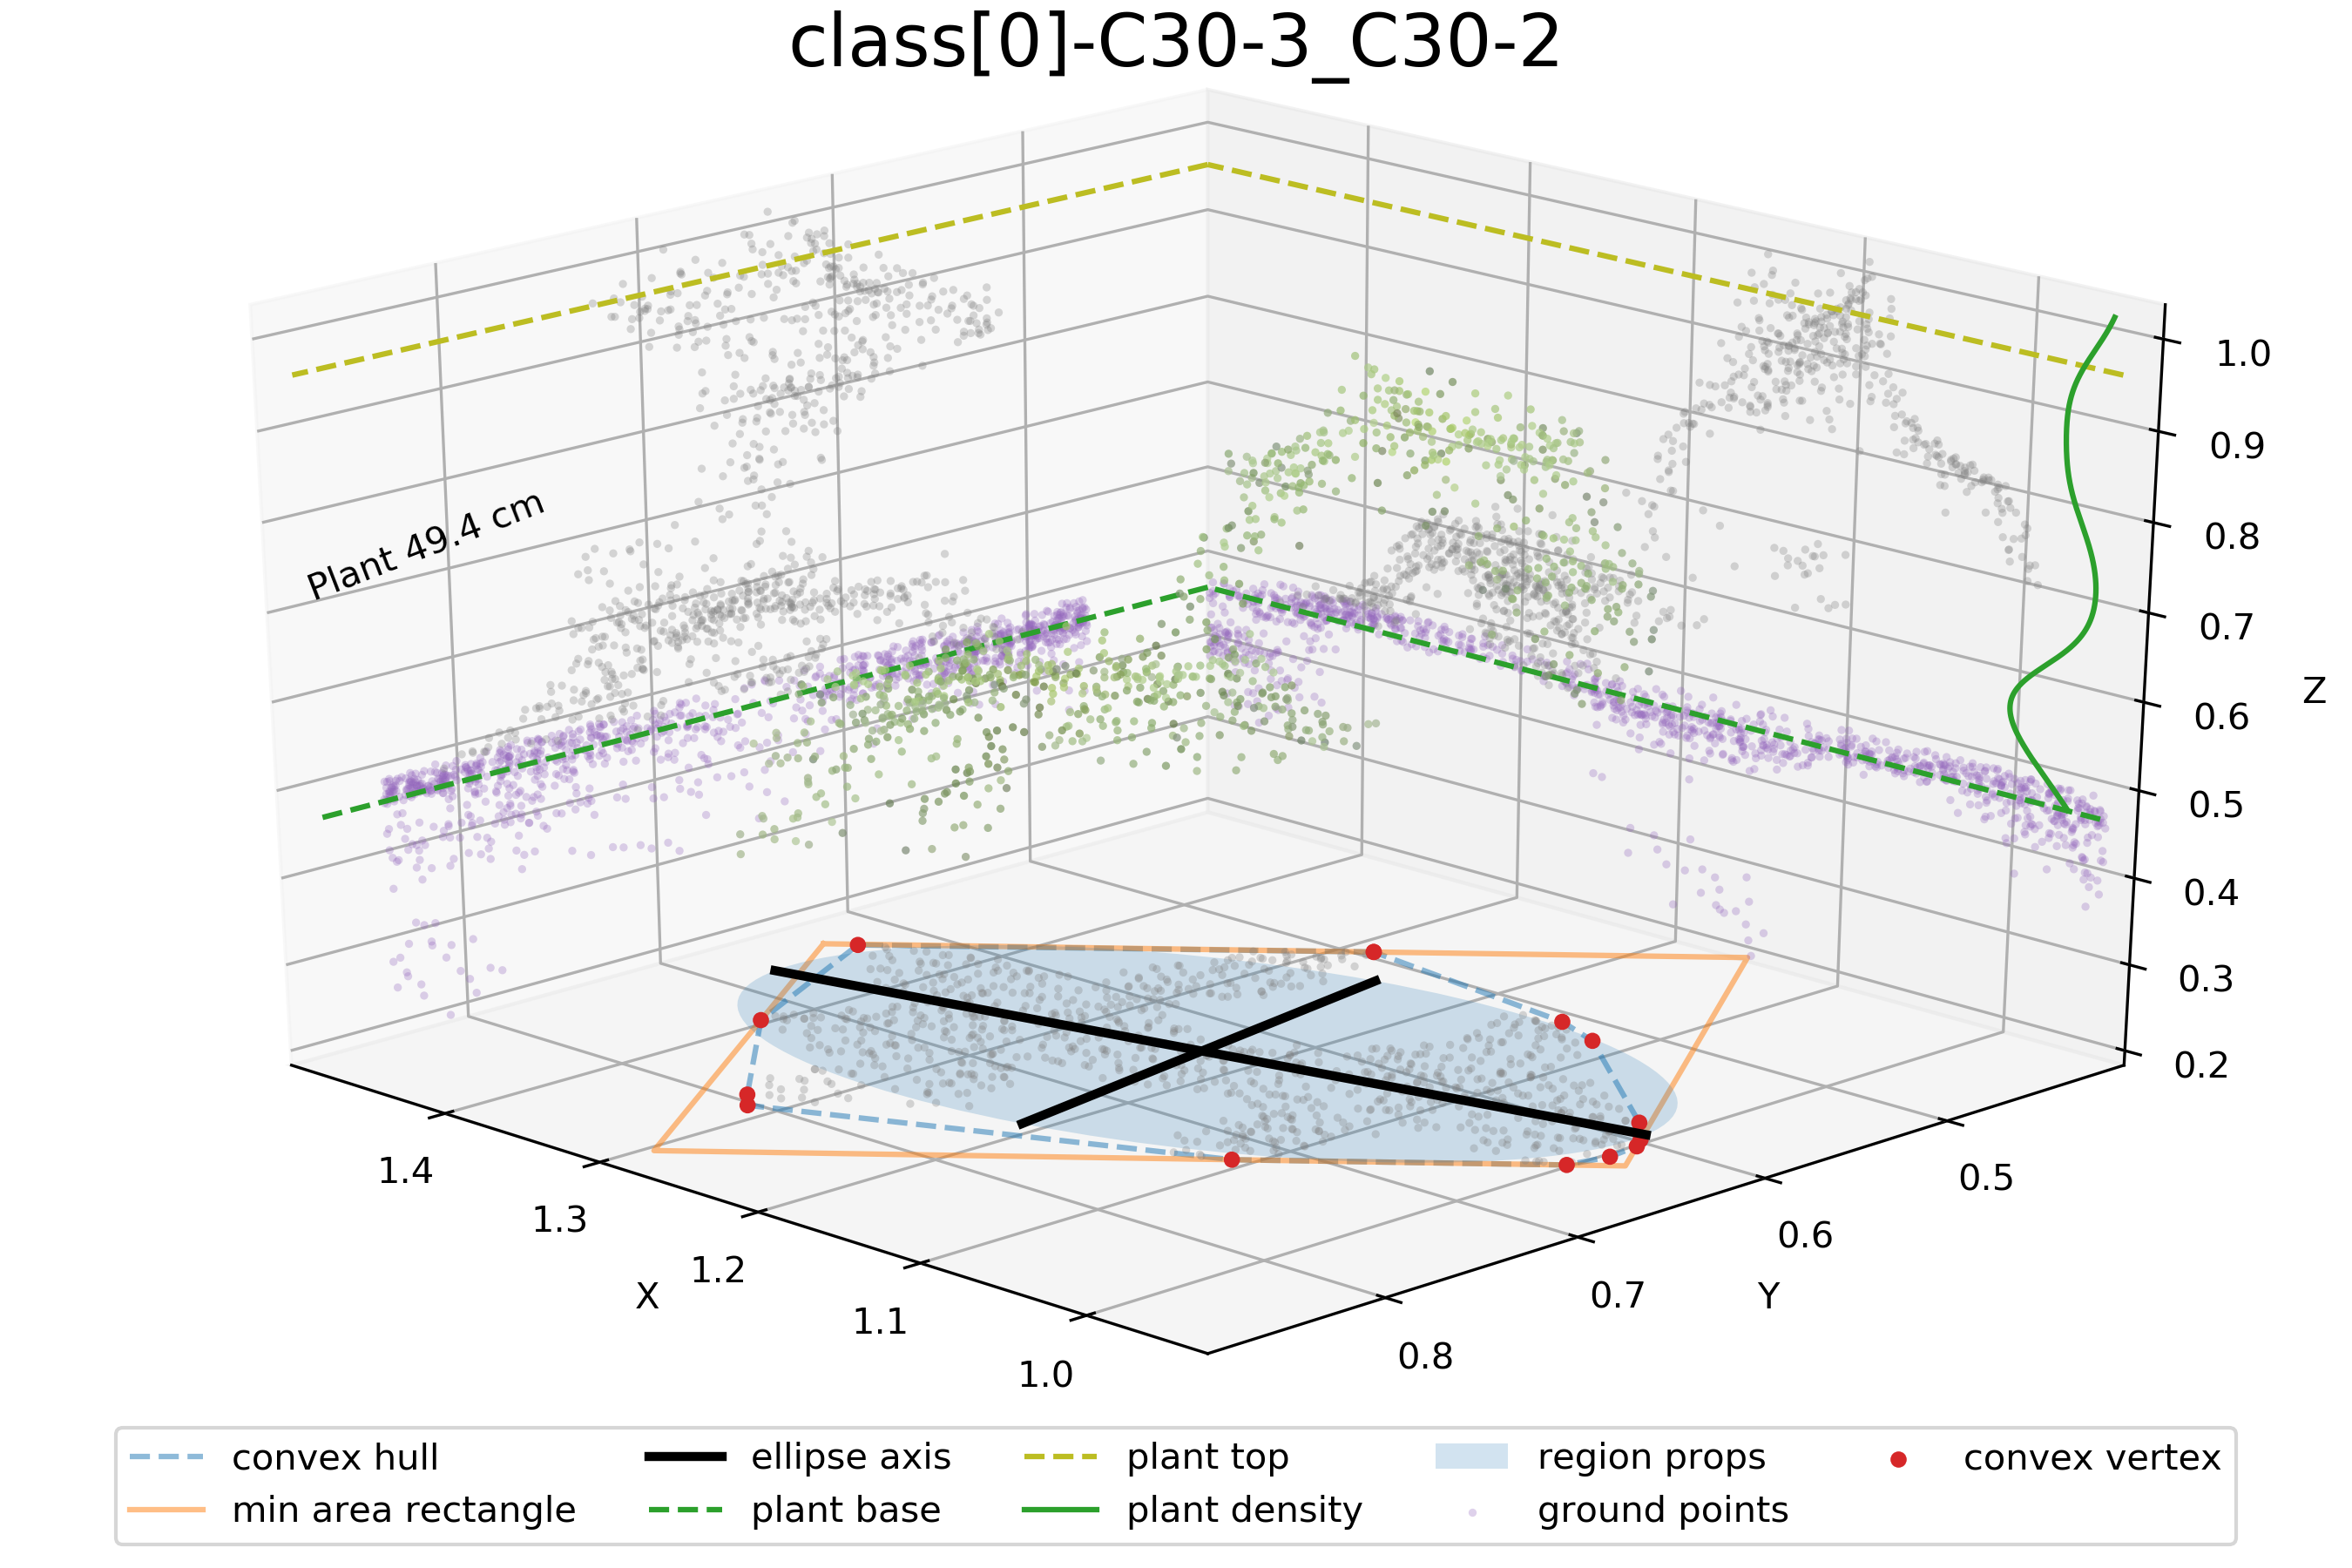 class[0]-C30-3_C30-2
Plant 49.4 cm
1.0
0.9
0.8
0.7
0.6
0.5
0.4
0.3
0.2
Z
1.4
1.3
1.2
1.1
1.0
X
0.8
0.7
0.6
0.5
Y
convex hull
min area rectangle
ellipse axis
plant base
plant top
plant density
region props
ground points
convex vertex